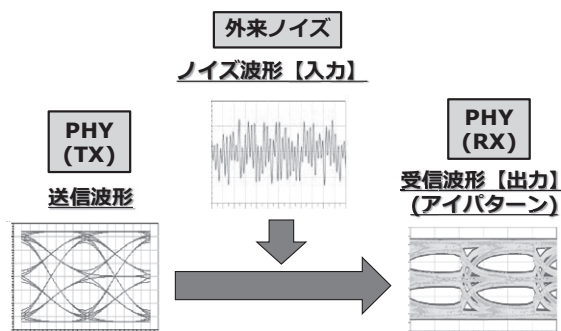 外来ノイズ
ノイズ波形【入力】
PHY
(TX)
送信波形
PHY
(RX)
受信波形【出力】
(アイパターン)